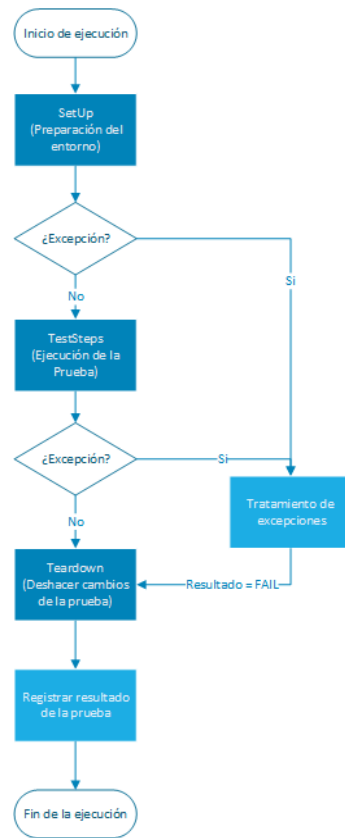 Inicio de ejecución
SetUp
(Preparación del
entorno)
¿Excepción?
Si
No
TestSteps
(Ejecución de la
Prueba)
¿Excepción?
Si
Tratamiento de
excepciones
No
Teardown
(Deshacer cambios
de la prueba)
Resultado = FAIL
Registrar resultado
de la prueba
Fin de la ejecución